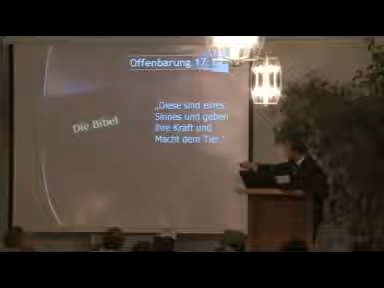 Offenbarung 17:
Die Bibel
„Diese sind eines
Sinnes und geben
ihre Kraft und
Macht dem Tier."